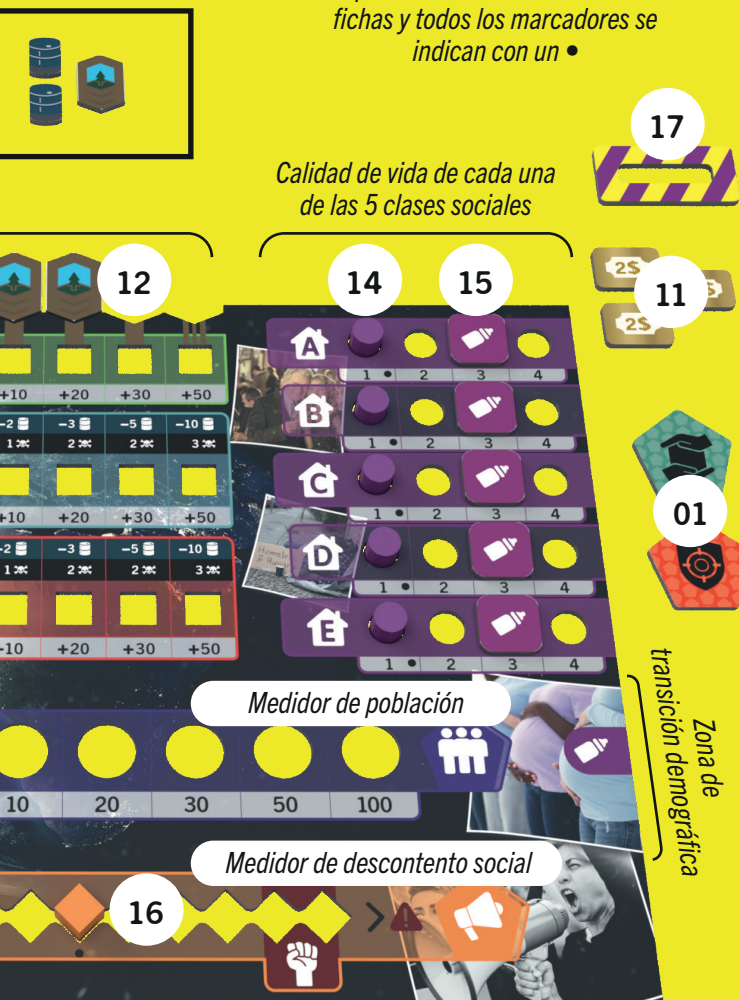 fichas y todos los marcadores se
indican con un •
17
Calidad de vida de cada una
de las 5 clases sociales
12
14
15
2$
11
2$
A
1 • 2 3 4
+10 +20 +30 +50
B
1 • 2 3 4
-2 -3 -5 -10
1 2 2 3
C
1 • 2 3 4
+10 +20 +30 +50
01
D
1 • 2 3 4
-2 -3 -5 -10
1 2 2 3
E
1 • 2 3 4
-10 +20 +30 +50
Medidor de población
Zona de
transición demográfica
10 20 30 50 100
Medidor de descontento social
16